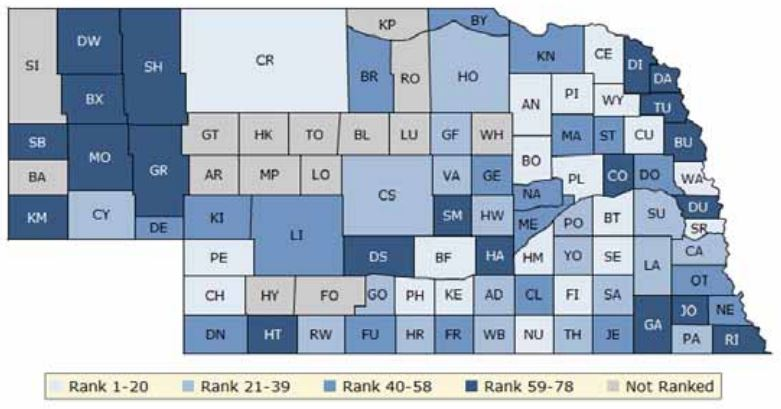 KP BY
DW CR KN CE
SI SH BR RO HO DI DA
BX AN PI WY TU
SB GT HK TO BL LU GF WH MA ST CU BU
MO BO
BA GR AR MP LO CS VA GE PL CO DO WA
NA
KM CY DE KI LI SM HW ME PO BT SU DU
SR
PE DS BF HA HM YO SE LA CA
OT
CH HY FO GO PH KE AD CL FI SA
GA JO NE
DN HT RW FU HR FR WB NU TH JE PA RI
Rank 1-20 Rank 21-39 Rank 40-58 Rank 59-78 Not Ranked